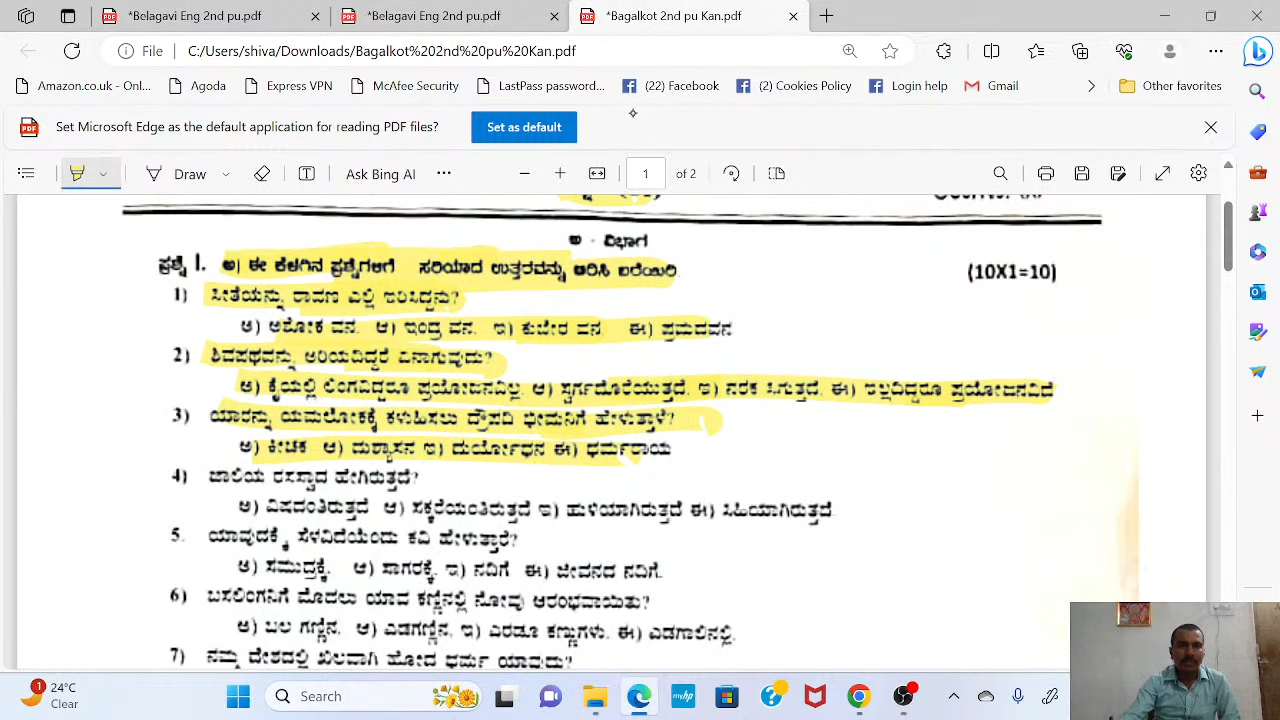 *Bagalkot 2nd pu Eng.pdf
*Bagavi 2nd pu Eng.pdf
*Bagalkot 2nd pu Kan.pdf
File C:/Users/shiva/Downloads/Bagalkot%202nd%20pu%20Kan.pdf
Amazon.co.uk - Onl... Agoda Express VPN McAfee Security LastPass password... (22) Facebook (2) Cookies Policy Login help Gmail Other favorites
Set Microsoft Edge as the default application for reading PDF files? Set as default
Draw Ask Bing AI 1 of 2
ಅ - ವಿಭಾಗ
ಪ್ರಶ್ನೆ I. ಅ| ಈ ಕೆಳಗಿನ ಪ್ರಶ್ನೆಗಳಿಗೆ ಸರಿಯಾದ ಉತ್ತರವನ್ನು ಆರಿಸಿ ಬರೆಯಿರಿ (10X1=10)
1) ಸೀತೆಯನ್ನು ರಾವಣ ಎಲ್ಲಿ ಇರಿಸಿದ್ದನು?
ಅ) ಅಶೋಕ ವನ. ಆ) ಇಂದ್ರ ವನ. ಇ) ಕುಬೇರ ವನ. ಈ) ಪ್ರಮದವನ
2) ಶಿವಪಥವನ್ನು ಅರಿಯದಿದ್ದರೆ ಏನಾಗುವುದು?
ಅ) ಕೈಯಲ್ಲಿ ಲಿಂಗವಿದ್ದರೂ ಪ್ರಯೋಜನವಿಲ್ಲ. ಆ) ಸ್ವರ್ಗದೊರೆಯುತ್ತದೆ. ಇ) ನರಕ ಸಿಗುತ್ತದೆ. ಈ) ಇಲ್ಲದಿದ್ದರೂ ಪ್ರಯೋಜನವಿದೆ
3) ಯಾರನ್ನು ಯಮಲೋಕಕ್ಕೆ ಕಳುಹಿಸಲು ದ್ರೌಪದಿ ಭೀಮನಿಗೆ ಹೇಳುತ್ತಾಳೆ?
ಅ) ಕೀಚಕ ಆ) ದುಶ್ಯಾಸನ ಇ) ದುರ್ಯೋಧನ ಈ) ಧರ್ಮರಾಯ
4) ಜಾಲಿಯ ರಸಸ್ವಾದ ಹೇಗಿರುತ್ತದೆ?
ಅ) ವಿಷದಂತಿರುತ್ತದೆ ಆ) ಸಕ್ಕರೆಯಂತಿರುತ್ತದೆ ಇ) ಹುಳಿಯಾಗಿರುತ್ತದೆ ಈ) ಸಿಹಿಯಾಗಿರುತ್ತದೆ.
5. ಯಾವುದಕ್ಕೆ ಸೆಳವಿದೆಯೆಂದು ಕವಿ ಹೇಳುತ್ತಾರೆ?
ಅ) ಸಮುದ್ರಕ್ಕೆ. ಆ) ಸಾಗರಕ್ಕೆ. ಇ) ನದಿಗೆ ಈ) ಜೀವನದ ನದಿಗೆ.
6) ಬಸಲಿಂಗನಿಗೆ ಮೊದಲು ಯಾವ ಕಣ್ಣಿನಲ್ಲಿ ನೋವು ಆರಂಭವಾಯಿತು?
ಅ) ಬಲ ಗಣ್ಣಿನ. ಆ) ಎಡಗಣ್ಣಿನ. ಇ) ಎರಡೂ ಕಣ್ಣುಗಳು. ಈ) ಎಡಗಾಲಿನಲ್ಲಿ.
7) ನಮ್ಮ ದೇಶದಲ್ಲಿ ಖಿಲವಾಗಿ ಹೋದ ಧರ್ಮ ಯಾವುದು?
1 24°C Search